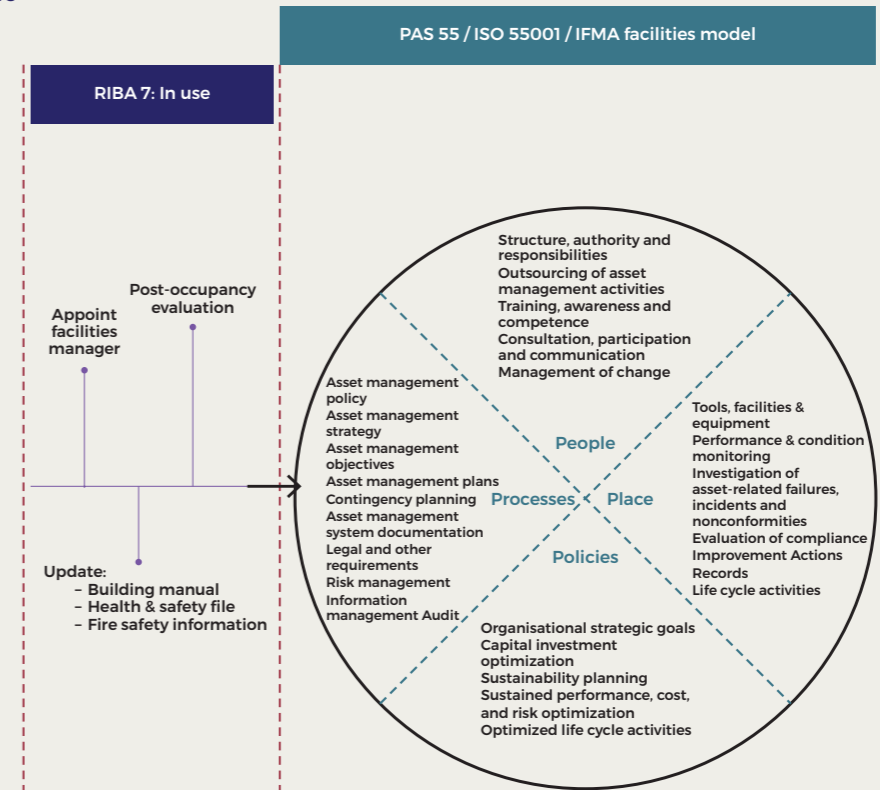 PAS 55 / ISO 55001 / IFMA facilities model
RIBA 7: In use
Post-occupancy
evaluation
Appoint
facilities
manager
Update:
– Building manual
– Health & safety file
– Fire safety information
Structure, authority and
responsibilities
Outsourcing of asset
management activities
Training, awareness and
competence
Consultation, participation
and communication
Management of change
People
Asset management
policy
Asset management
strategy
Asset management
objectives
Asset management plans
Contingency planning
Asset management
system documentation
Legal and other
requirements
Risk management
Information
management Audit
Processes
Place
Tools, facilities &
equipment
Performance & condition
monitoring
Investigation of
asset-related failures,
incidents and
nonconformities
Evaluation of compliance
Improvement Actions
Records
Life cycle activities
Policies
Organisational strategic goals
Capital investment
optimization
Sustainability planning
Sustained performance, cost,
and risk optimization
Optimized life cycle activities